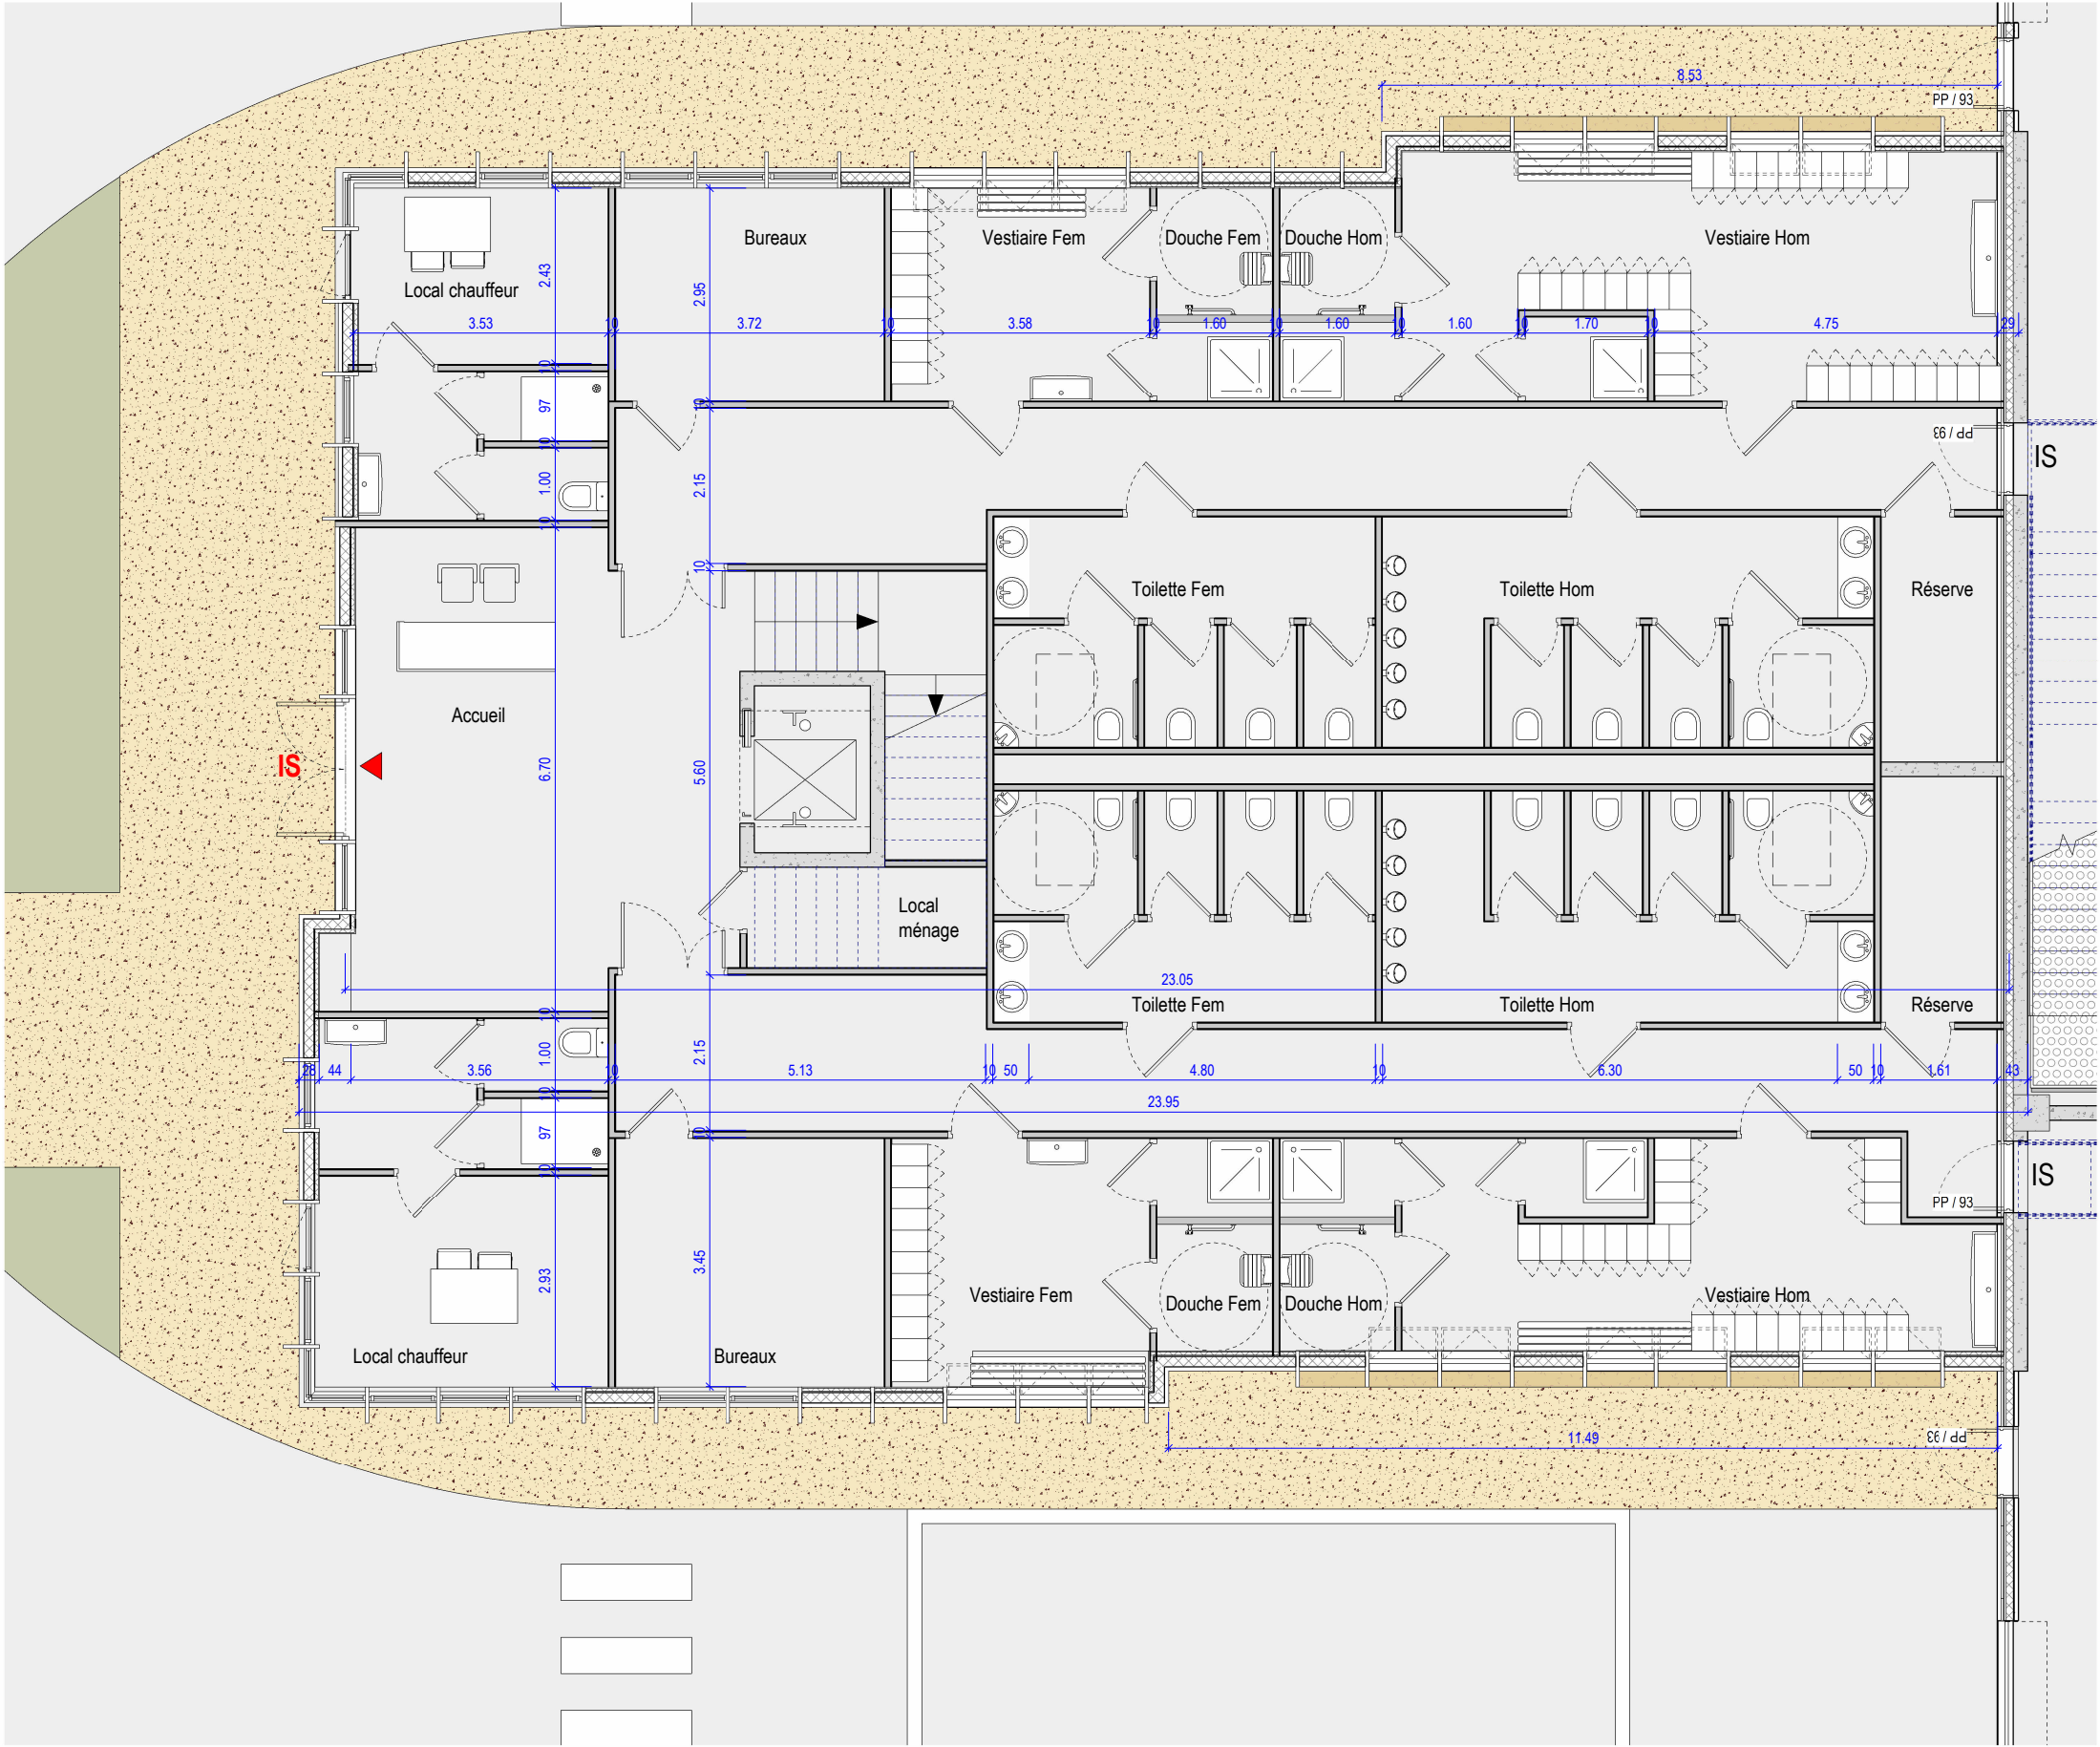 8.53
PP / 93
Bureaux
Vestiaire Fem
Douche Fem
Douche Hom
Vestiaire Hom
Local chauffeur
2.43
2.95
3.53
10
3.72
10
3.58
10
1.60
10
1.60
10
1.60
10
1.70
10
4.75
29
10
97
10
10
PP / 93
IS
1.00
2.15
10
10
Toilette Fem
Toilette Hom
Réserve
Accueil
IS
6.70
5.60
Local
ménage
23.05
Toilette Fem
Toilette Hom
Réserve
10
1.00
2.15
28
44
3.56
10
5.13
10
50
4.80
10
6.30
50
10
1.61
43
10
23.95
97
10
10
IS
PP / 93
2.93
3.45
Vestiaire Fem
Douche Fem
Douche Hom
Vestiaire Hom
Local chauffeur
Bureaux
11.49
PP / 93